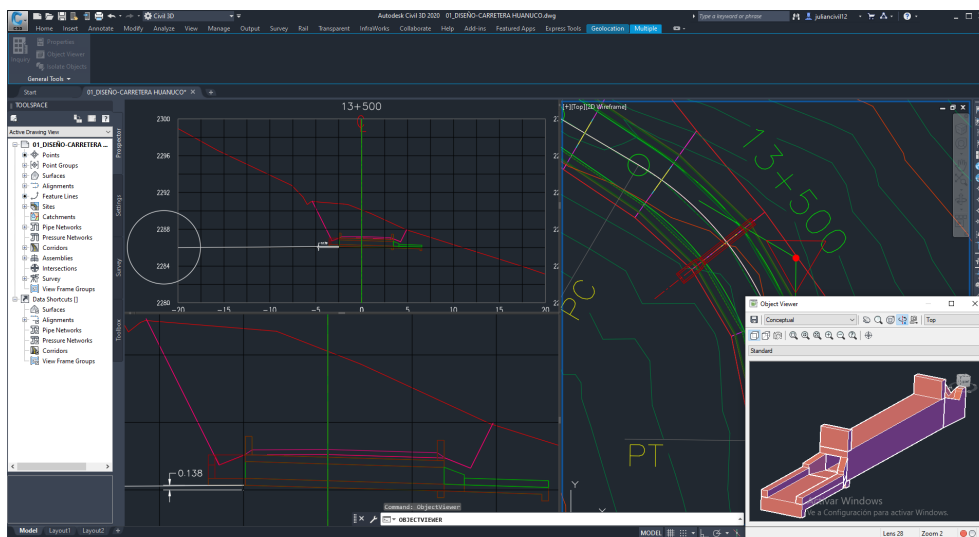 Civil 3D
Autodesk Civil 3D 2020 01_DISEÑO-CARRETERA HUANUCO.dwg
Type a keyword or phrase
juliancivil12
Home Insert Annotate Modify Analyze View Manage Output Survey Rail Transparent InfraWorks Collaborate Help Add-ins Featured Apps Express Tools Geolocation Multiple
Inquiry
Properties
Object Viewer
Isolate Objects
General Tools
Start 01_DISEÑO-CARRETERA HUANUCO*
TOOLSPACE
Active Drawing View
01_DISEÑO-CARRETERA ...
Points
Point Groups
Surfaces
Alignments
Feature Lines
Sites
Catchments
Pipe Networks
Pressure Networks
Corridors
Assemblies
Intersections
Survey
View Frame Groups
Data Shortcuts []
Surfaces
Alignments
Pipe Networks
Pressure Networks
Corridors
View Frame Groups
Prospector
Settings
Survey
Toolbox
13+500
2300
2296
2292
2288
2284
2280
-20 -15 -10 -5 0 5 10 15 20
0.138
[+][Top][2D Wireframe]
13+500
PC
PT
Y
Object Viewer
Conceptual
Top
Standard
Activar Windows
Ve a Configuración para activar Windows.
Lens 28 Zoom 2
Command: ObjectViewer
OBJECTVIEWER
Model Layout1 Layout2 +
MODEL